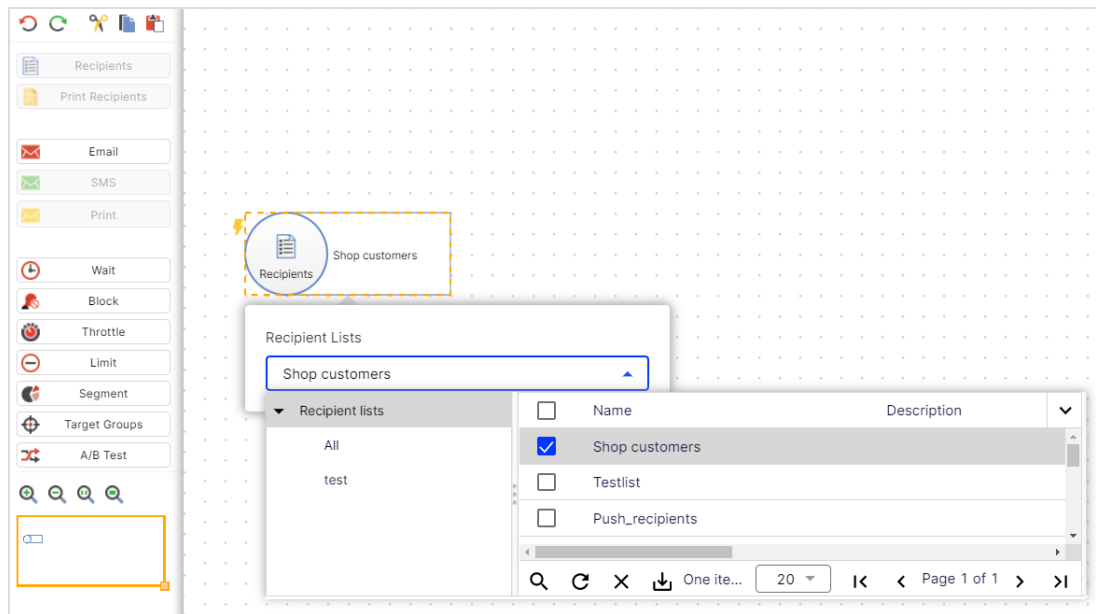 Recipients
Print Recipients
Email
SMS
Print
Wait
Block
Throttle
Limit
Segment
Target Groups
A/B Test
Recipients
Shop customers
Recipient Lists
Shop customers
Recipient lists
All
test
Name Description
Shop customers
Testlist
Push_recipients
One ite... 20 Page 1 of 1